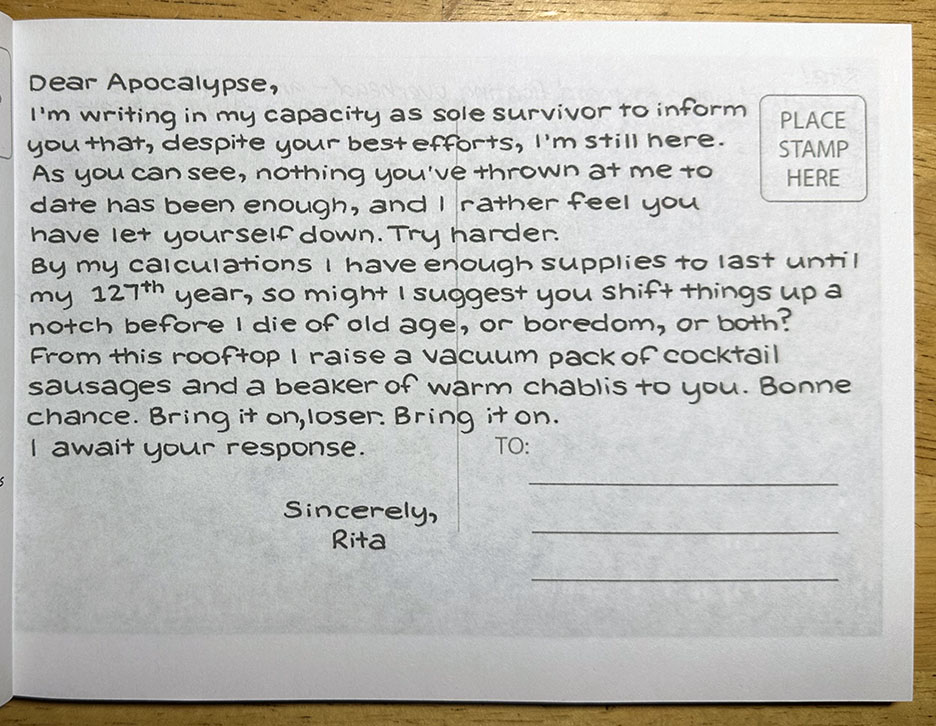 Dear Apocalypse,
I'm writing in my capacity as sole survivor to inform
you that, despite your best efforts, I'm still here.
As you can see, nothing you've thrown at me to
date has been enough, and I rather feel you
have let yourself down. Try harder.
By my calculations I have enough supplies to last until
my 127th year, so might I suggest you shift things up a
notch before I die of old age, or boredom, or both?
From this rooftop I raise a vacuum pack of cocktail
sausages and a beaker of warm chablis to you. Bonne
chance. Bring it on, loser. Bring it on.
I await your response.
Sincerely,
Rita
PLACE
STAMP
HERE
TO: